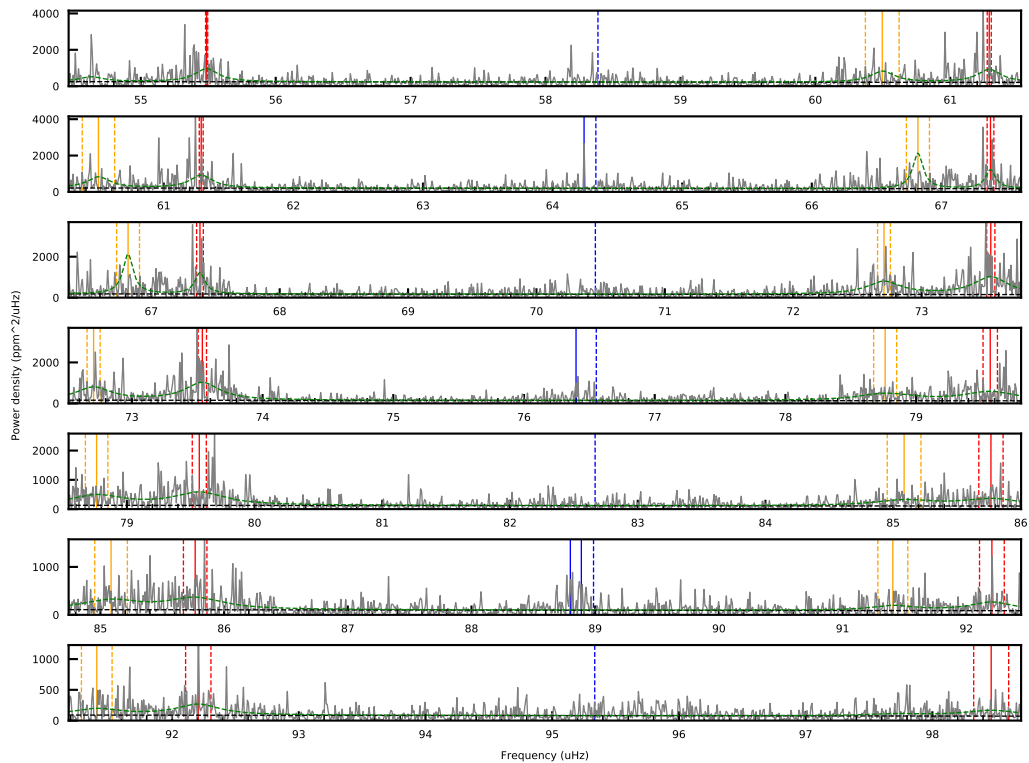 4000
2000
0
55 56 57 58 59 60 61
4000
2000
0
61 62 63 64 65 66 67
2000
0
67 68 69 70 71 72 73
Power density (ppm^2/uHz)
2000
0
73 74 75 76 77 78 79
2000
1000
0
79 80 81 82 83 84 85 86
1000
0
85 86 87 88 89 90 91 92
1000
500
0
92 93 94 95 96 97 98
Frequency (uHz)